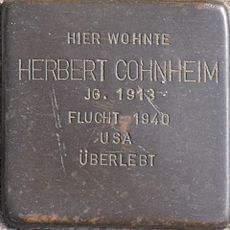 HIER WOHNTE
HERBERT COHNHEIM
JG. 1913
FLUCHT 1940
USA
ÜBERLEBT